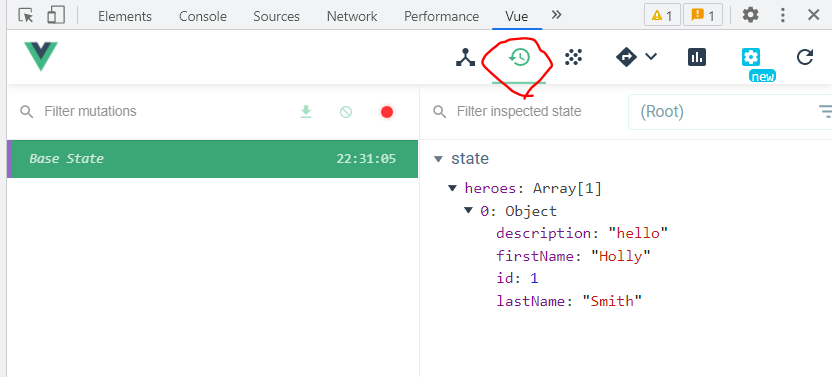 Elements Console Sources Network Performance Vue » 1 1
new
Filter mutations Filter inspected state (Root)
Base State 22:31:05 state
heroes: Array[1]
0: Object
description: "hello"
firstName: "Holly"
id: 1
lastName: "Smith"